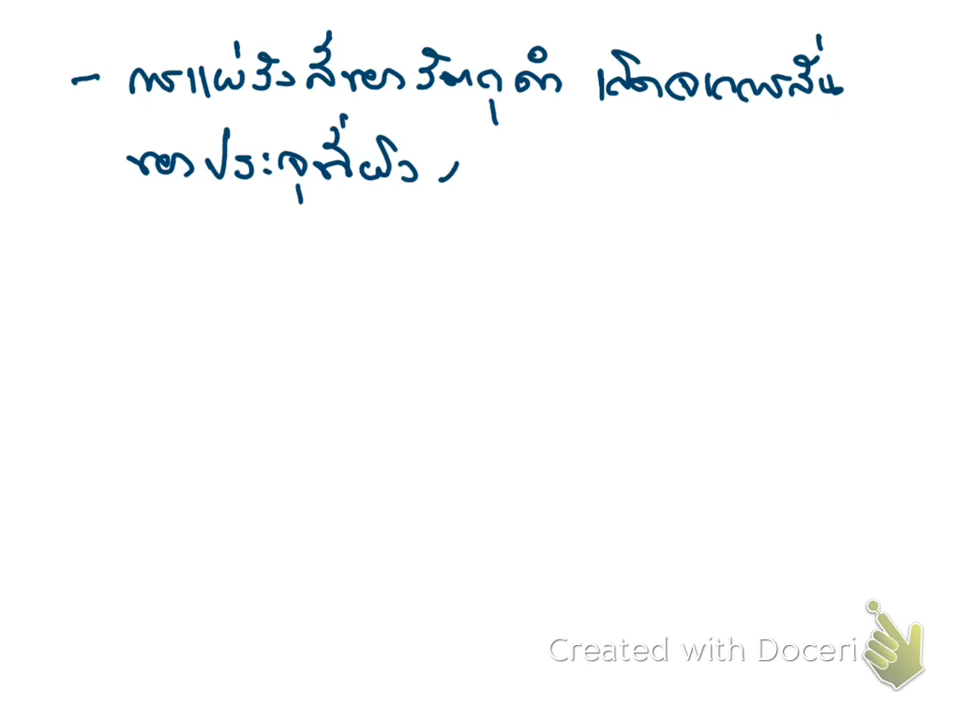 - การแผ่รังสีของวัตถุดำ เกิดจากการสั่น
ของประจุที่ผิว,
Created with Doceri